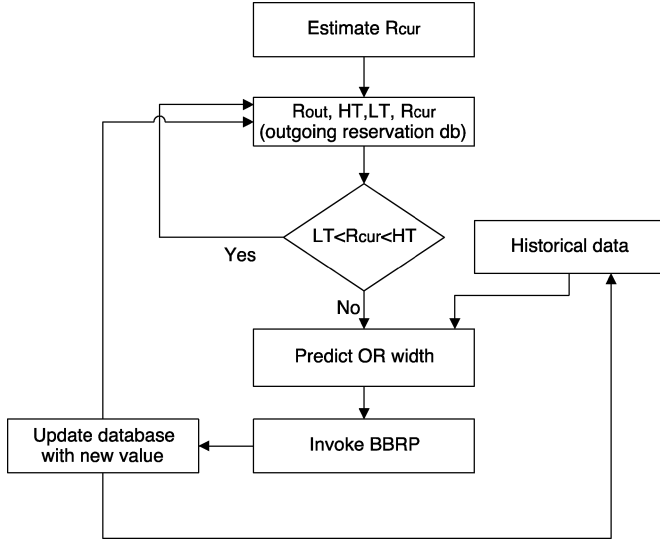 Estimate Rcur
Rout, HT,LT, Rcur
(outgoing reservation db)
LT<Rcur<HT
Yes
Historical data
No
Predict OR width
Update database
with new value
Invoke BBRP